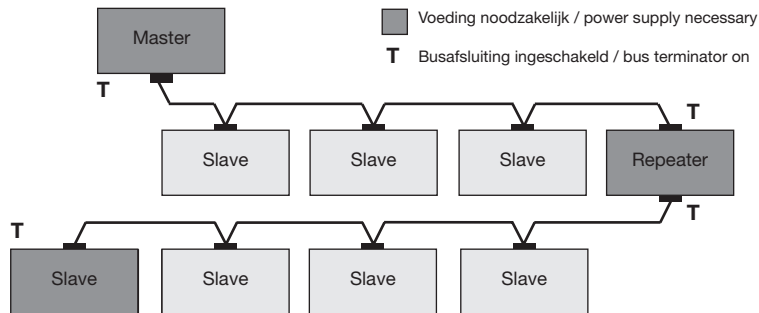 Master
Voeding noodzakelijk / power supply necessary
T Busafsluiting ingeschakeld / bus terminator on
T
T
Slave Slave Slave Repeater
T
T
Slave Slave Slave Slave